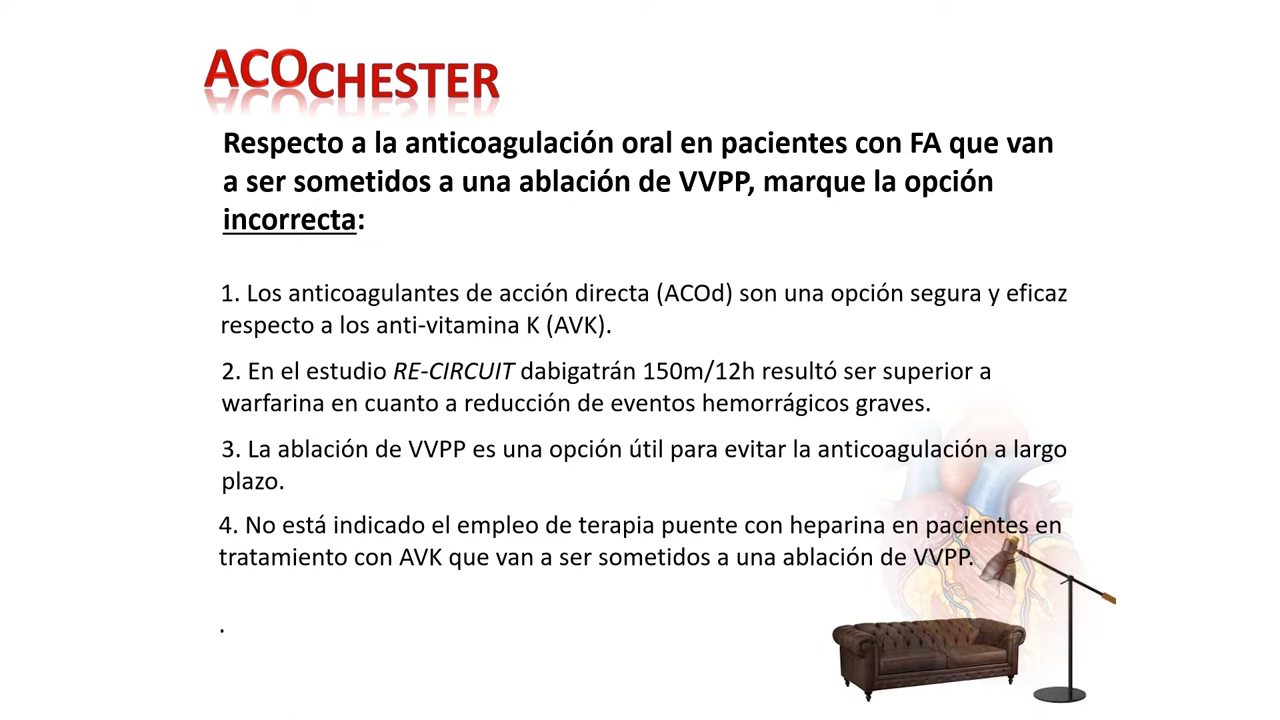 ACOCHESTER
Respecto a la anticoagulación oral en pacientes con FA que van
a ser sometidos a una ablación de VVPP, marque la opción
incorrecta:
1. Los anticoagulantes de acción directa (ACOd) son una opción segura y eficaz
respecto a los anti-vitamina K (AVK).
2. En el estudio RE-CIRCUIT dabigatrán 150m/12h resultó ser superior a
warfarina en cuanto a reducción de eventos hemorrágicos graves.
3. La ablación de VVPP es una opción útil para evitar la anticoagulación a largo
plazo.
4. No está indicado el empleo de terapia puente con heparina en pacientes en
tratamiento con AVK que van a ser sometidos a una ablación de VVPP.
.